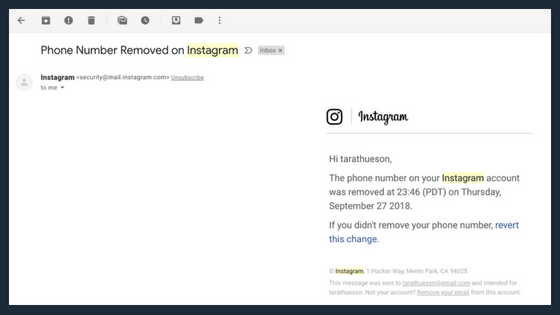 Phone Number Removed on Instagram
Inbox ×
Instagram <security@mail.instagram.com> Unsubscribe
to me
Instagram
Hi tarathueson,
The phone number on your Instagram account
was removed at 23:46 (PDT) on Thursday,
September 27 2018.
If you didn't remove your phone number, revert
this change.
© Instagram. 1 Hacker Way, Menlo Park, CA 94025
This message was sent to tarathueson@gmail.com and intended for
tarathueson. Not your account? Remove your email from this account.